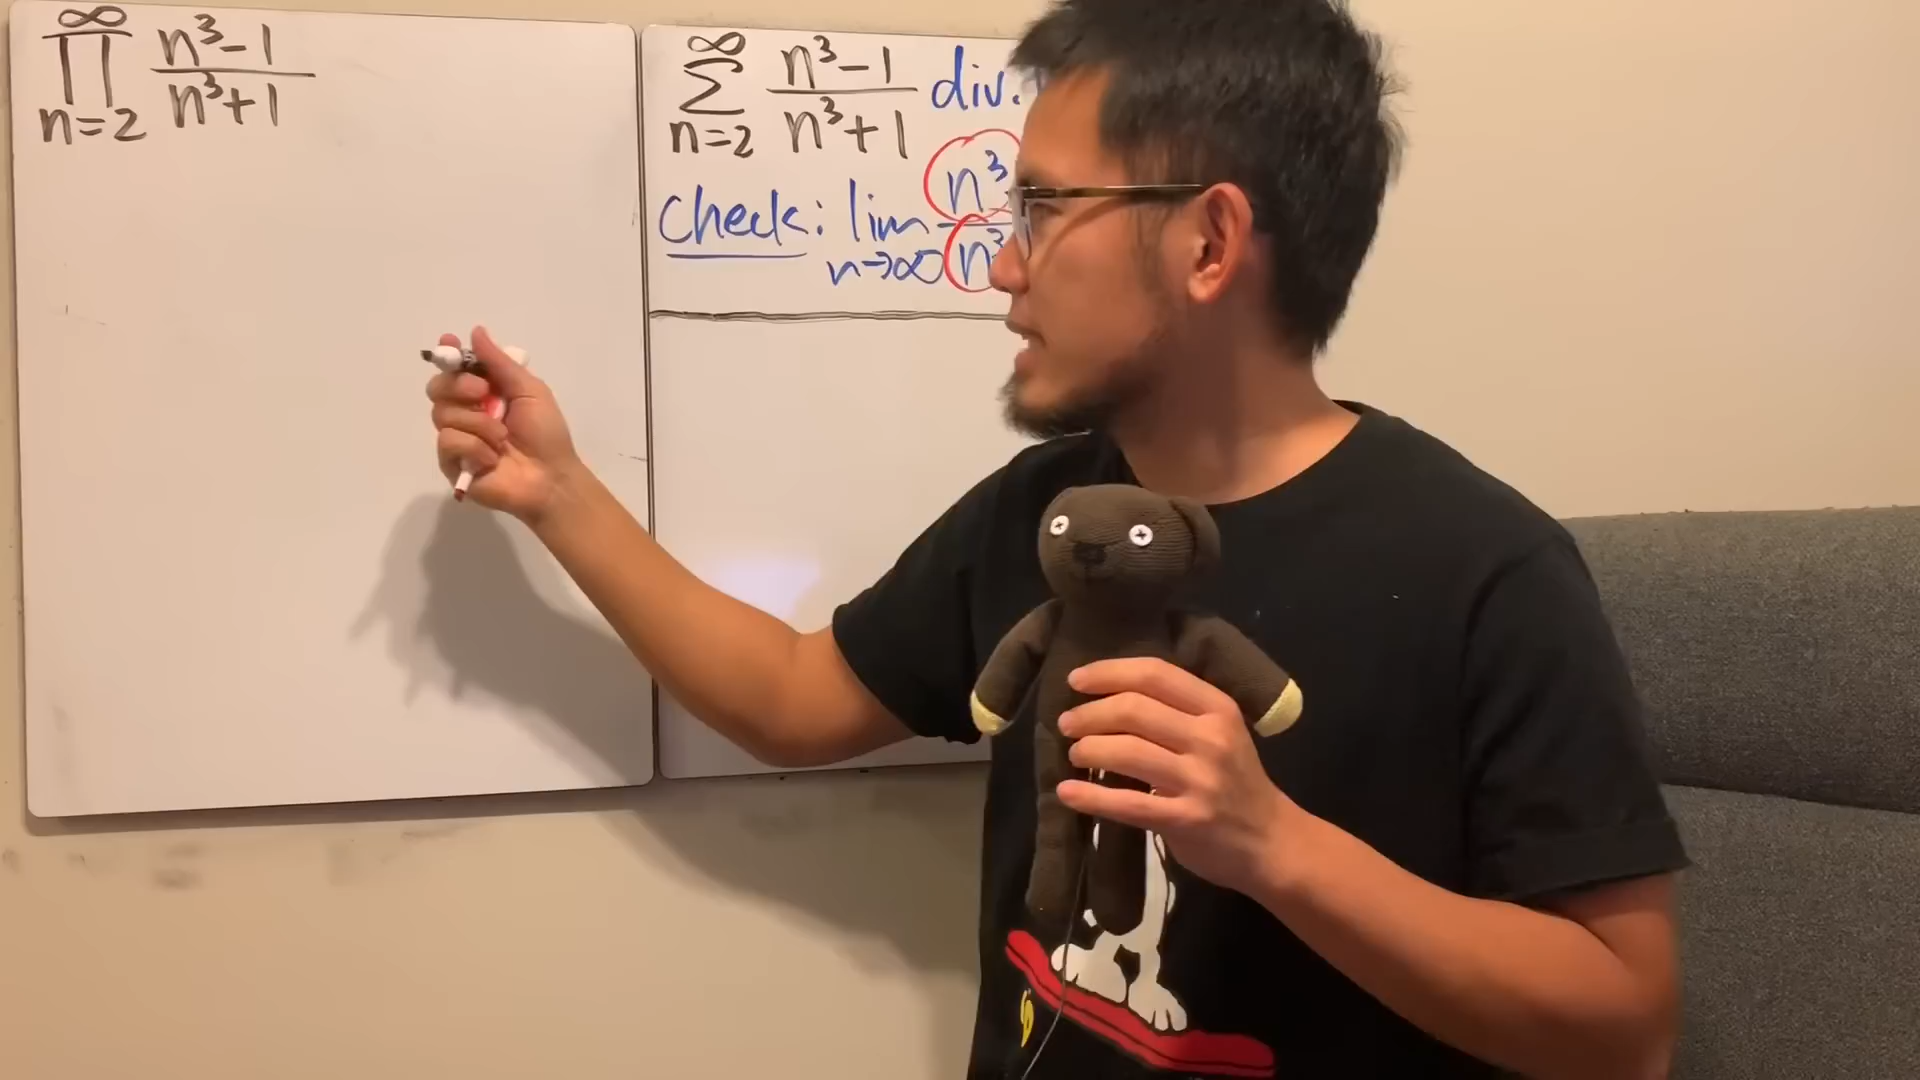 ∞
∏ n³-1
n=2 n³+1
∞
∑ n³-1 div.
n=2 n³+1
check: lim n³
n→∞ n³